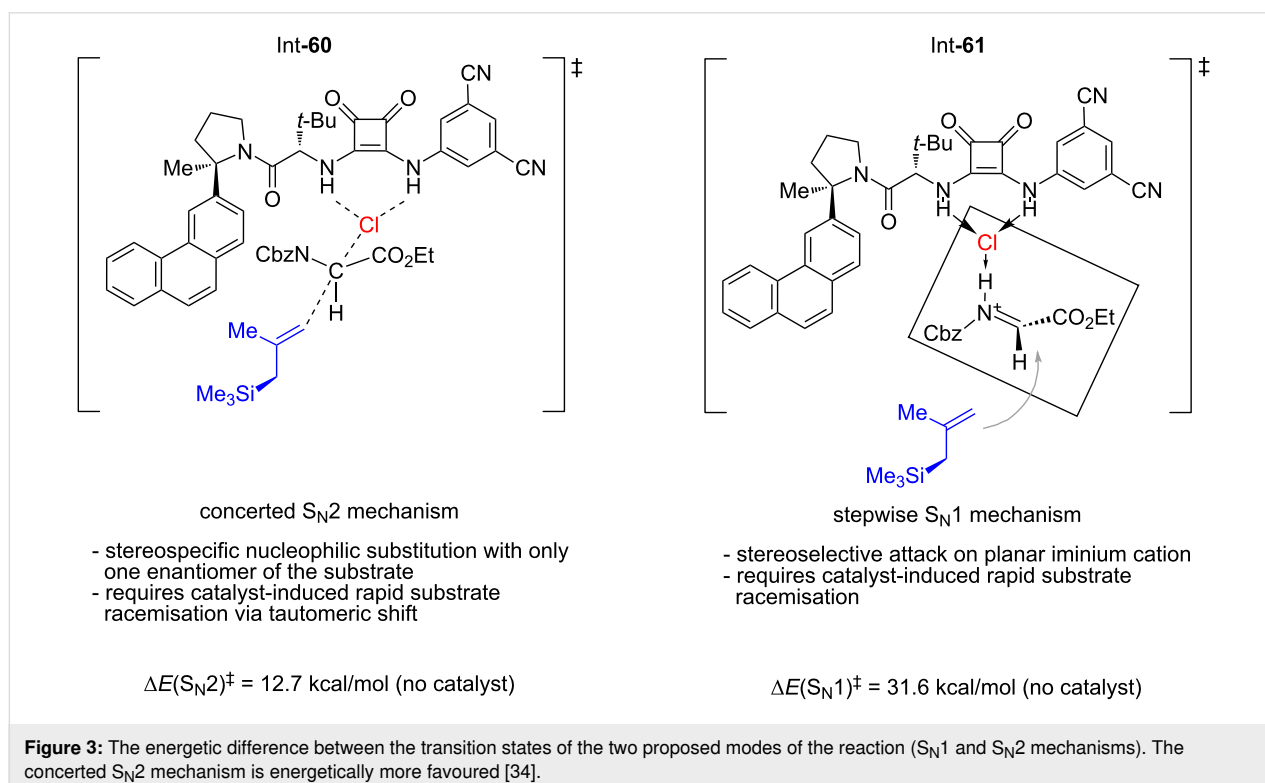 Int-60
Int-61
‡
‡
CN
O O
t-Bu
CN
Me
N
O
N
H
N
H
Cl
CbzN
C
CO2Et
H
Me
Me3Si
CN
O O
t-Bu
CN
Me
N
O
N
H
N
H
Cl
H
N+
Cbz
CO2Et
H
Me
Me3Si
concerted SN2 mechanism
- stereospecific nucleophilic substitution with only
one enantiomer of the substrate
- requires catalyst-induced rapid substrate
racemisation via tautomeric shift
ΔE(SN2)‡ = 12.7 kcal/mol (no catalyst)
stepwise SN1 mechanism
- stereoselective attack on planar iminium cation
- requires catalyst-induced rapid substrate
racemisation
ΔE(SN1)‡ = 31.6 kcal/mol (no catalyst)
Figure 3: The energetic difference between the transition states of the two proposed modes of the reaction (SN1 and SN2 mechanisms). The
concerted SN2 mechanism is energetically more favoured [34].